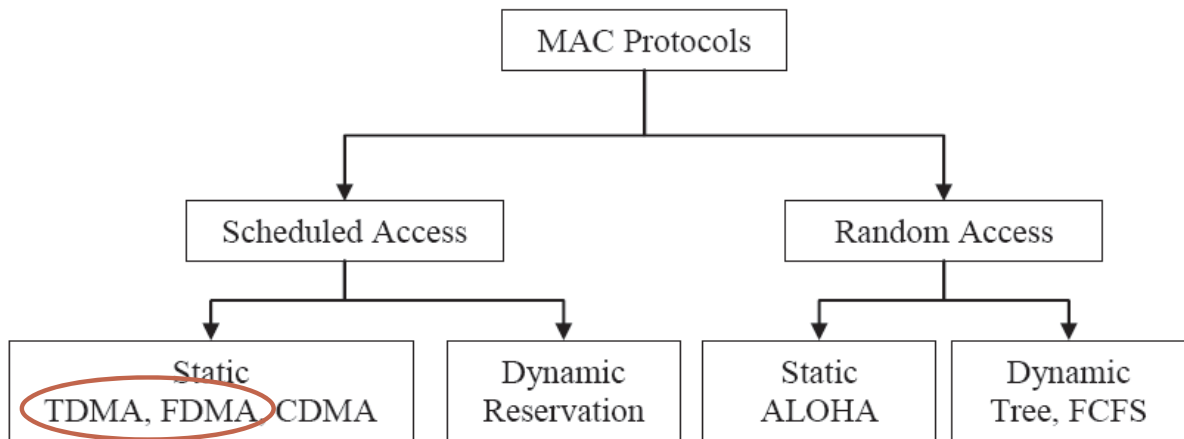 MAC Protocols
Scheduled Access
Random Access
Static
TDMA, FDMA, CDMA
Dynamic
Reservation
Static
ALOHA
Dynamic
Tree, FCFS